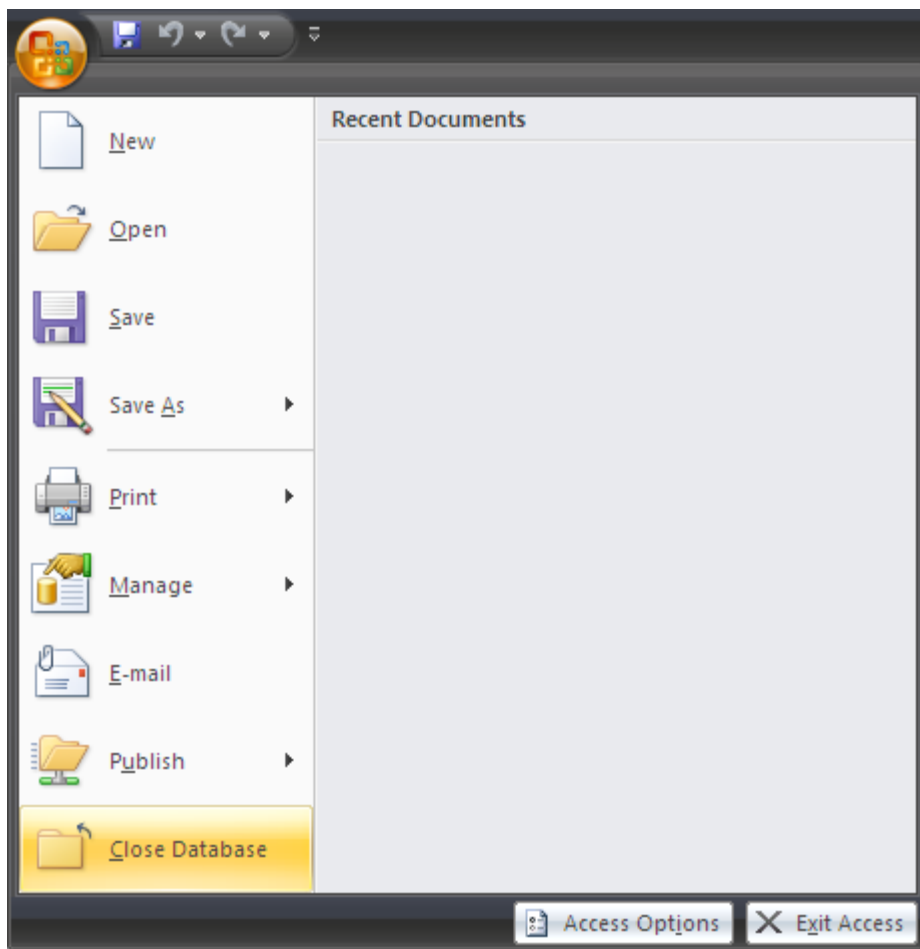 Recent Documents
New
Open
Save
Save As
Print
Manage
E-mail
Publish
Close Database
Access Options
Exit Access